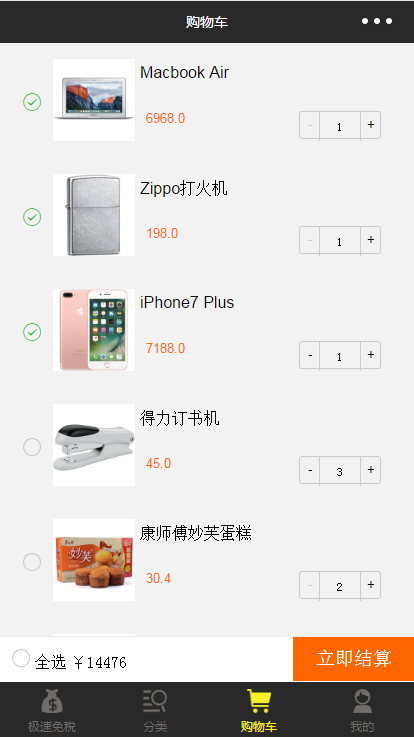 购物车
Macbook Air
6968.0
- 1 +
Zippo打火机
198.0
- 1 +
iPhone7 Plus
7188.0
- 1 +
得力订书机
45.0
- 3 +
康师傅妙芙蛋糕
妙芙
30.4
- 2 +
全选 ￥14476
立即结算
极速免税
分类
购物车
我的